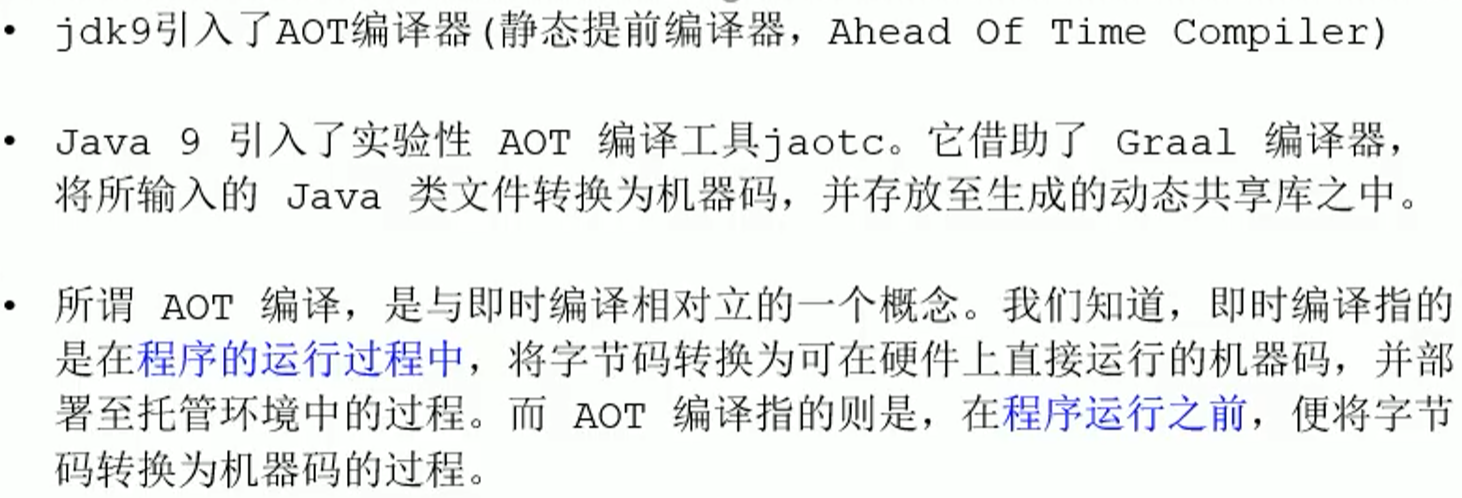 • jdk9引入了AOT编译器(静态提前编译器，Ahead Of Time Compiler)
• Java 9 引入了实验性 AOT 编译工具jaotc。它借助了 Graal 编译器，
将所输入的 Java 类文件转换为机器码，并存放至生成的动态共享库之中。
• 所谓 AOT 编译，是与即时编译相对立的一个概念。我们知道，即时编译指的
是在程序的运行过程中，将字节码转换为可在硬件上直接运行的机器码，并部
署至托管环境中的过程。而 AOT 编译指的则是，在程序运行之前，便将字节
码转换为机器码的过程。